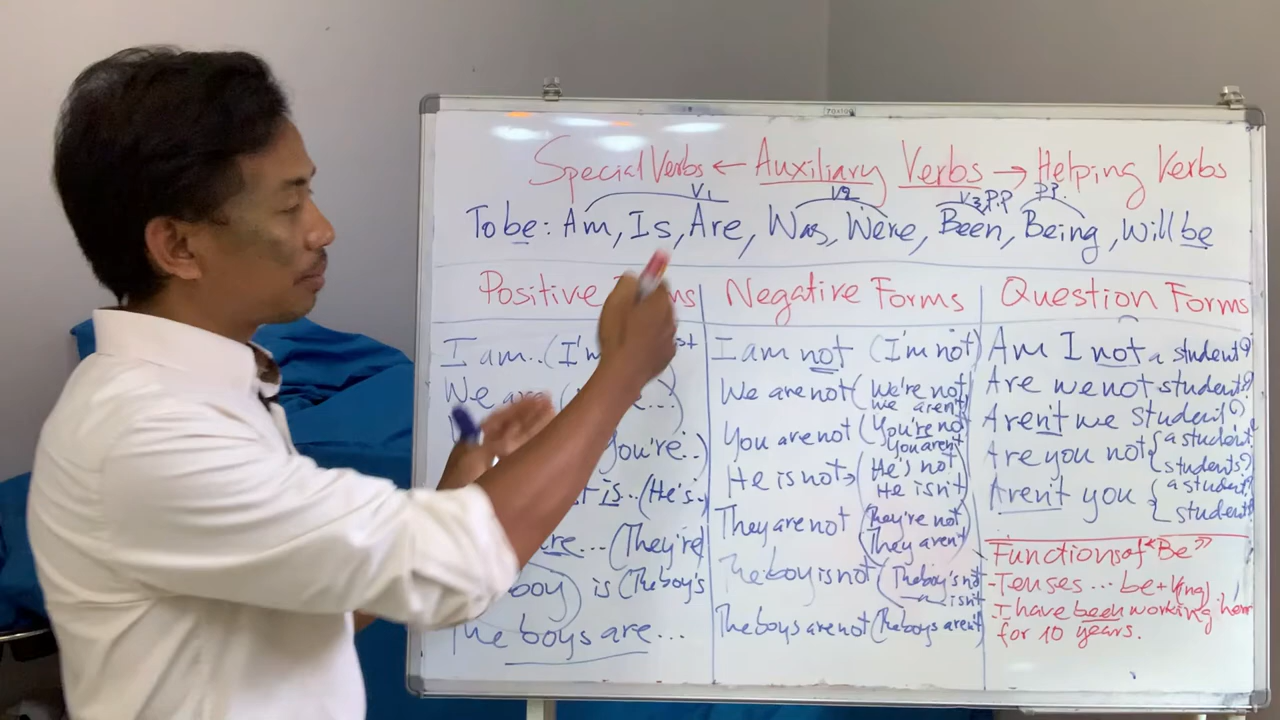 Special Verbs ← Auxiliary Verbs → Helping Verbs
V1 V2 V3 P.P P.P.
To be: Am, Is, Are, Was, Were, Been, Being, will be
Positive
I am.. (I'm
We are
you're..)
is.. (He's.
are... (They're)
boy) is (The boy's
The boys are...
Negative Forms
I am not (I'm not)
We are not (we're not
we aren't)
You are not (You're not
you aren't
He is not → (He's not
He isn't
They are not (They're not
They aren't)
The boy is not (The boy's not
isn't
The boys are not (The boys aren't)
Question Forms
Am I not a student?
Are we not students?
Aren't we students?
Are you not { a student?
students?
Aren't you { a student?
students?
Functions of "Be"
-Tenses... be + V(ing)
I have been working here
for 10 years.